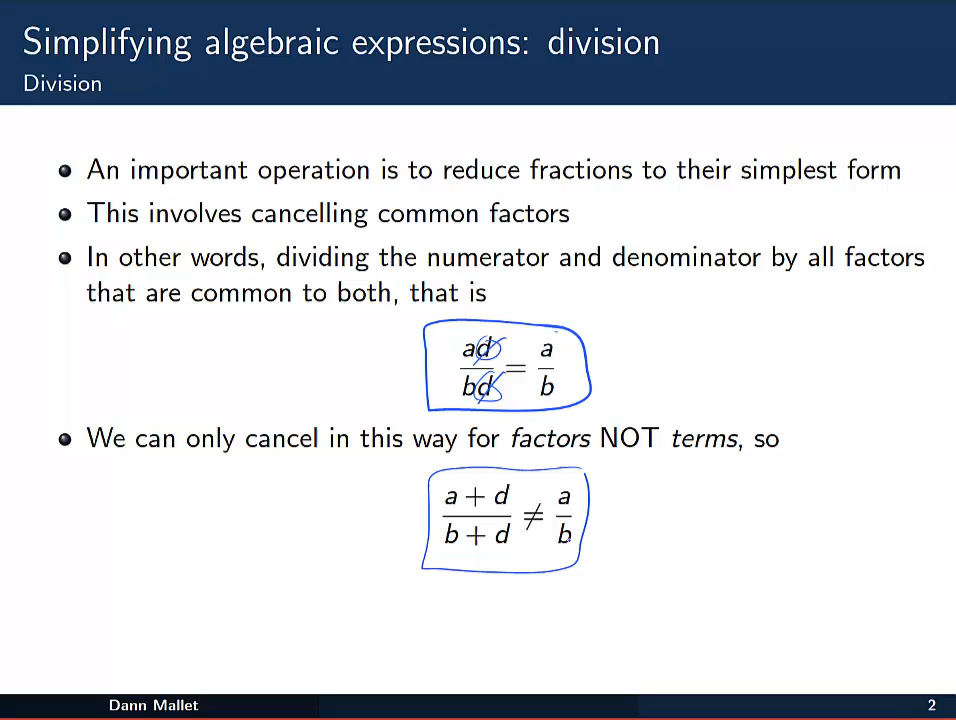 Simplifying algebraic expressions: division
Division
An important operation is to reduce fractions to their simplest form
This involves cancelling common factors
In other words, dividing the numerator and denominator by all factors
that are common to both, that is
ad/bd = a/b
We can only cancel in this way for factors NOT terms, so
a + d/b + d ≠ a/b
Dann Mallet
2